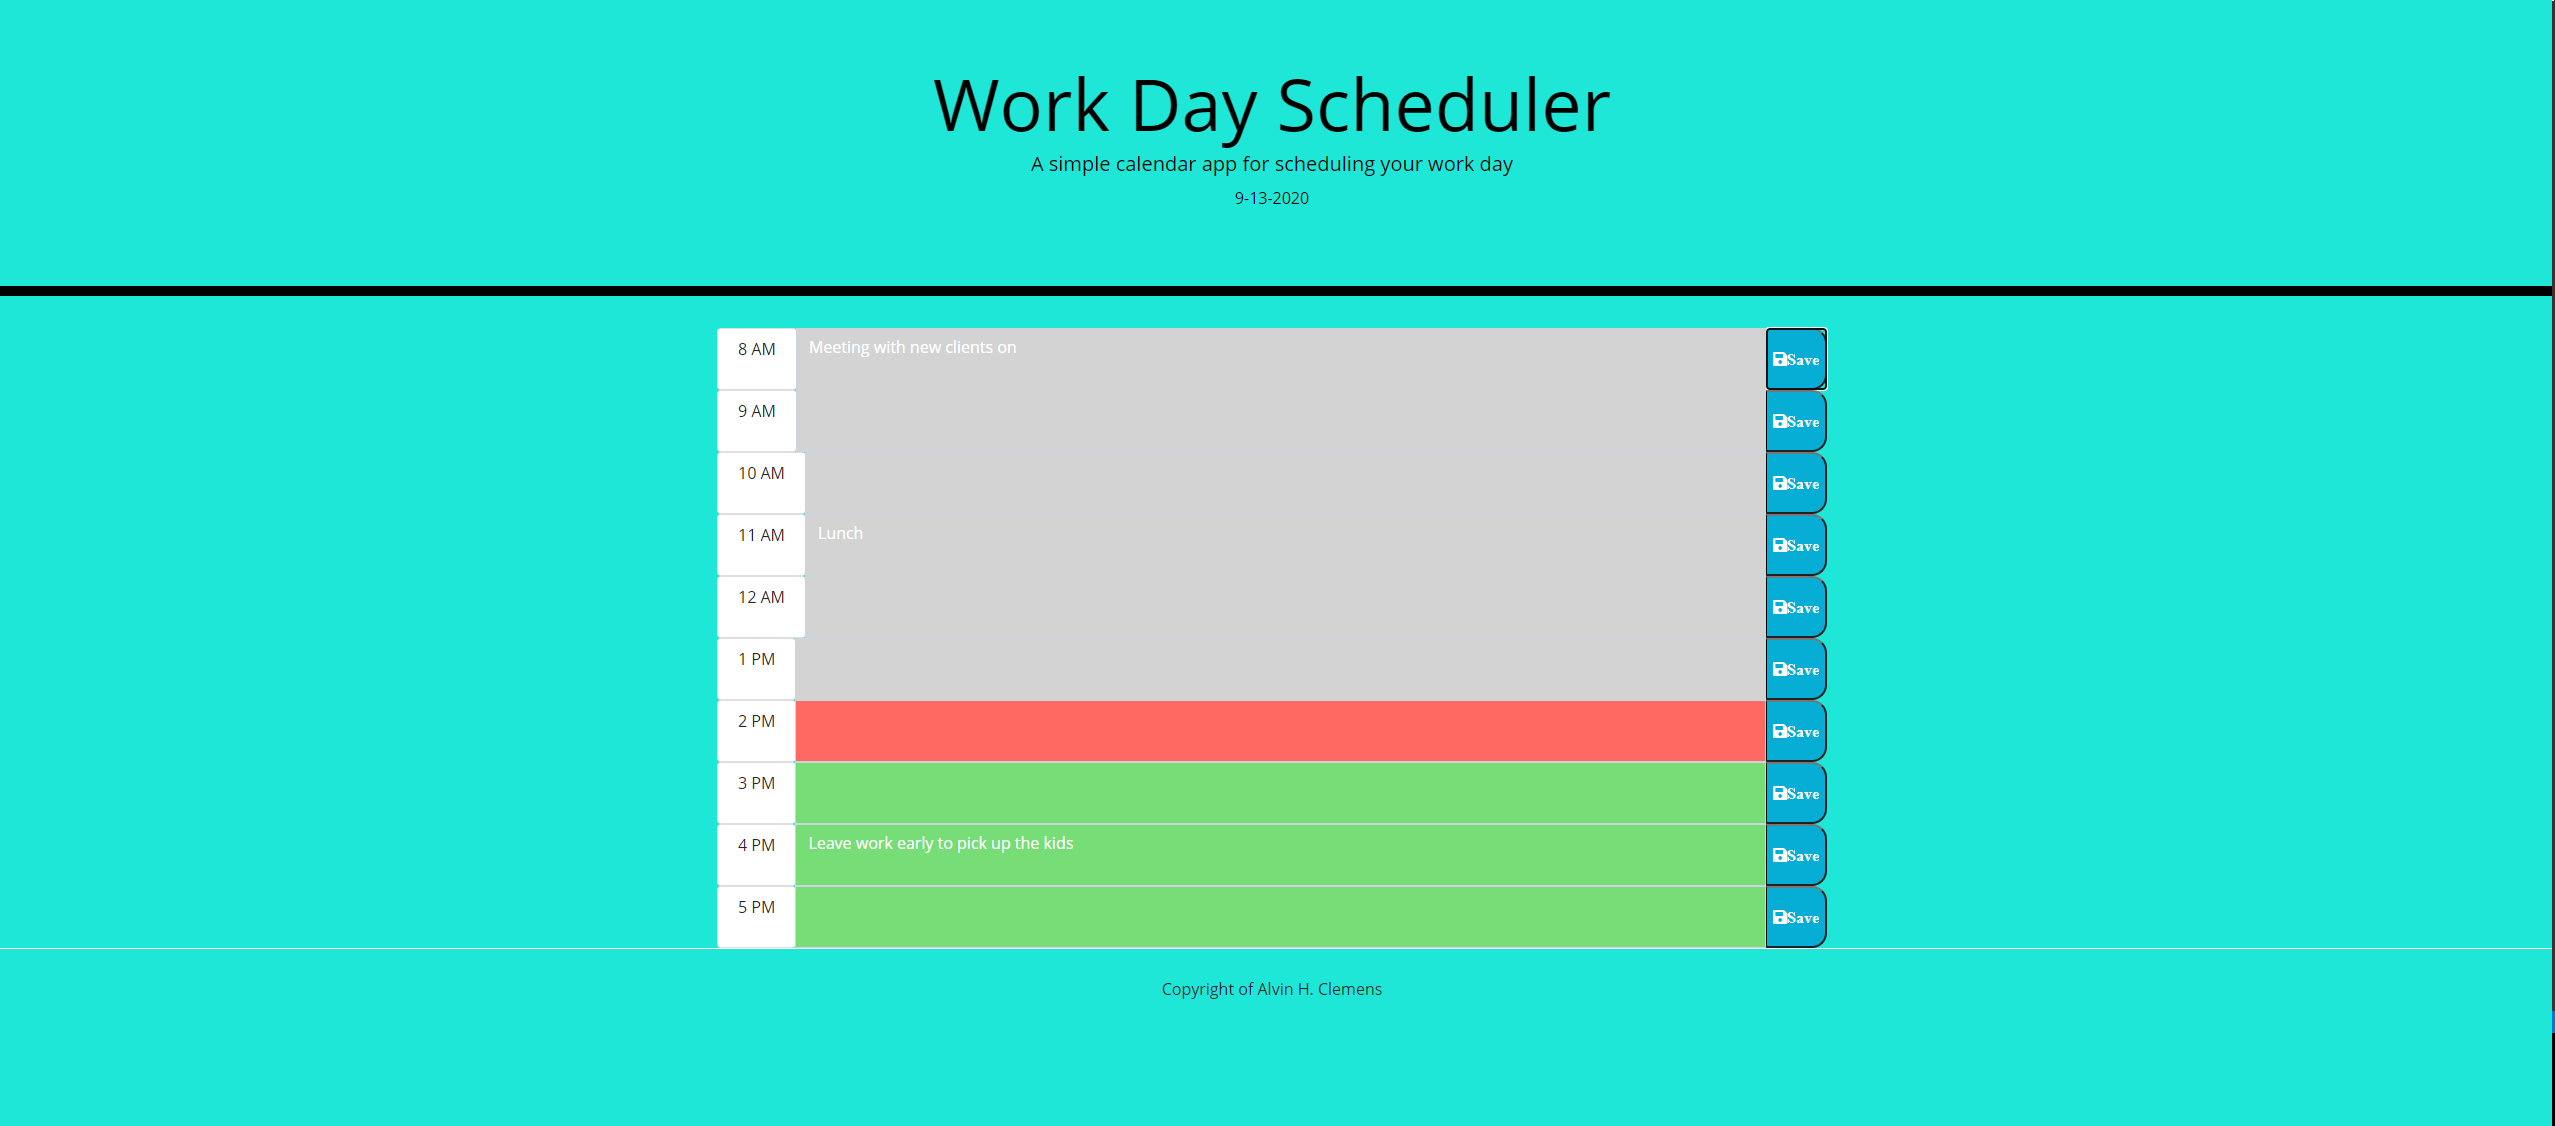 Work Day Scheduler
A simple calendar app for scheduling your work day
9-13-2020
8 AM Meeting with new clients on Save
9 AM Save
10 AM Save
11 AM Lunch Save
12 AM Save
1 PM Save
2 PM Save
3 PM Save
4 PM Leave work early to pick up the kids Save
5 PM Save
Copyright of Alvin H. Clemens